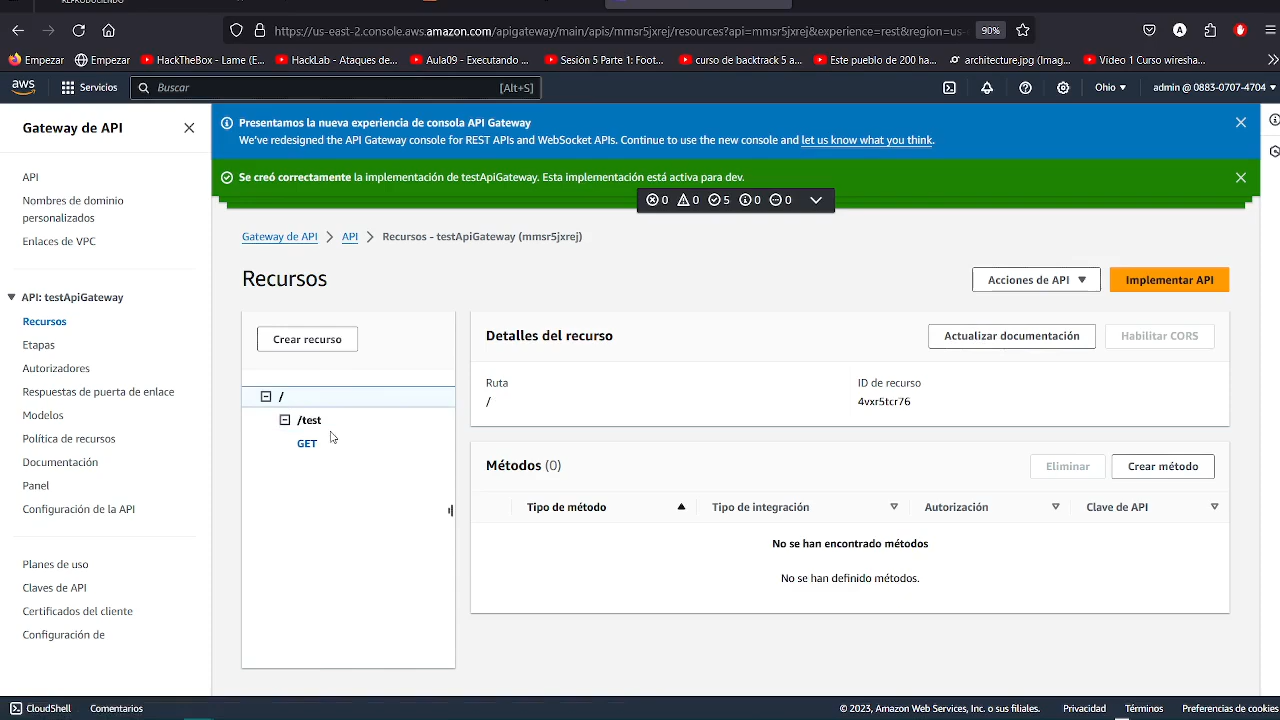 REPRODUCIENDO
https://us-east-2.console.aws.amazon.com/apigateway/main/apis/mmsr5jxrej/resources?api=mmsr5jxrej&experience=rest&region=us-
90%
Empezar
Empezar
HackTheBox - Lame (E...
HackLab - Ataques de...
Aula09 - Executando ...
Sesión 5 Parte 1: Foot...
curso de backtrack 5 a...
Este pueblo de 200 ha...
architecture.jpg (Imag...
Video 1 Curso wiresha...
aws
Servicios
Buscar
[Alt+S]
Ohio
admin @ 0883-0707-4704
Gateway de API
Presentamos la nueva experiencia de consola API Gateway
We've redesigned the API Gateway console for REST APIs and WebSocket APIs. Continue to use the new console and let us know what you think.
Se creó correctamente la implementación de testApiGateway. Esta implementación está activa para dev.
0 0 5 0 0
API
Nombres de dominio
personalizados
Enlaces de VPC
API: testApiGateway
Recursos
Etapas
Autorizadores
Respuestas de puerta de enlace
Modelos
Política de recursos
Documentación
Panel
Configuración de la API
Planes de uso
Claves de API
Certificados del cliente
Configuración de
Gateway de API
API
Recursos - testApiGateway (mmsr5jxrej)
Recursos
Acciones de API
Implementar API
Crear recurso
/
/test
GET
Detalles del recurso
Actualizar documentación
Habilitar CORS
Ruta
/
ID de recurso
4vxr5tcr76
Métodos (0)
Eliminar
Crear método
Tipo de método
Tipo de integración
Autorización
Clave de API
No se han encontrado métodos
No se han definido métodos.
CloudShell
Comentarios
© 2023, Amazon Web Services, Inc. o sus filiales.
Privacidad
Términos
Preferencias de cookies